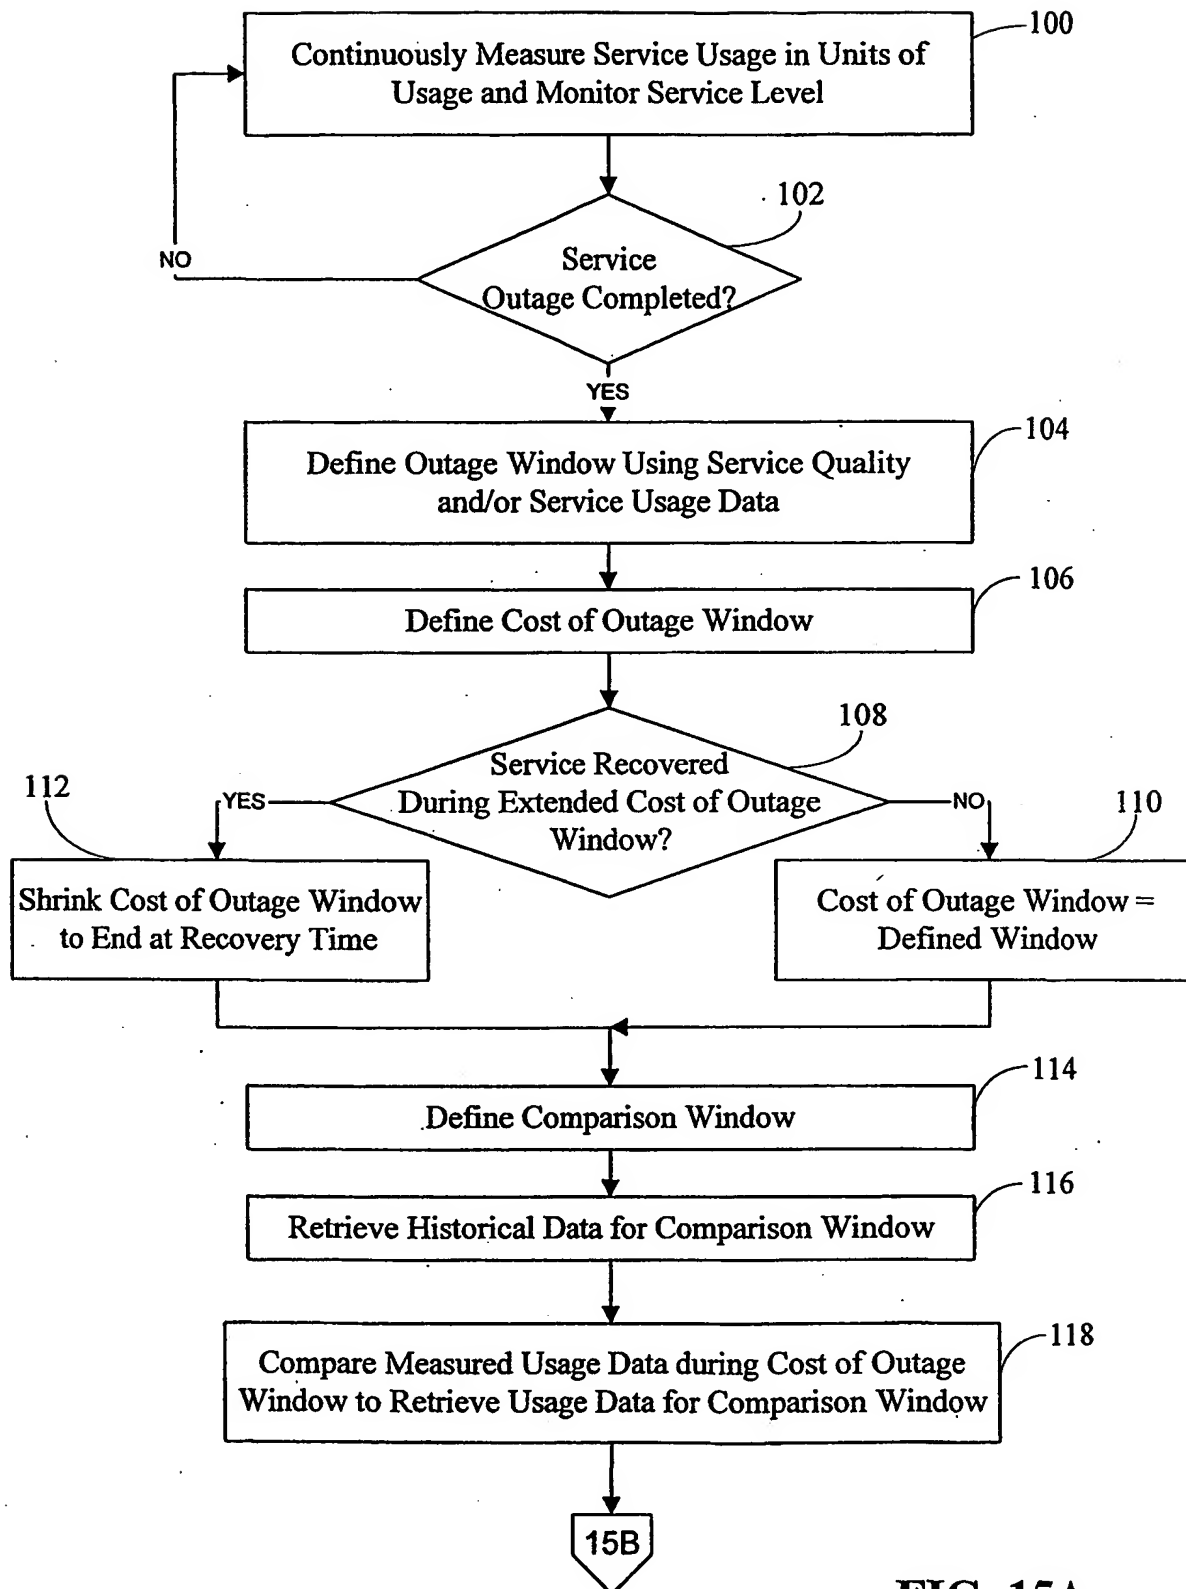 100
Continuously Measure Service Usage in Units of
Usage and Monitor Service Level
102
NO
Service
Outage Completed?
YES
104
Define Outage Window Using Service Quality
and/or Service Usage Data
106
Define Cost of Outage Window
108
Service Recovered
During Extended Cost of Outage
Window?
112
YES
NO
110
Shrink Cost of Outage Window
to End at Recovery Time
Cost of Outage Window =
Defined Window
114
Define Comparison Window
116
Retrieve Historical Data for Comparison Window
118
Compare Measured Usage Data during Cost of Outage
Window to Retrieve Usage Data for Comparison Window
15B
FIG. 15A